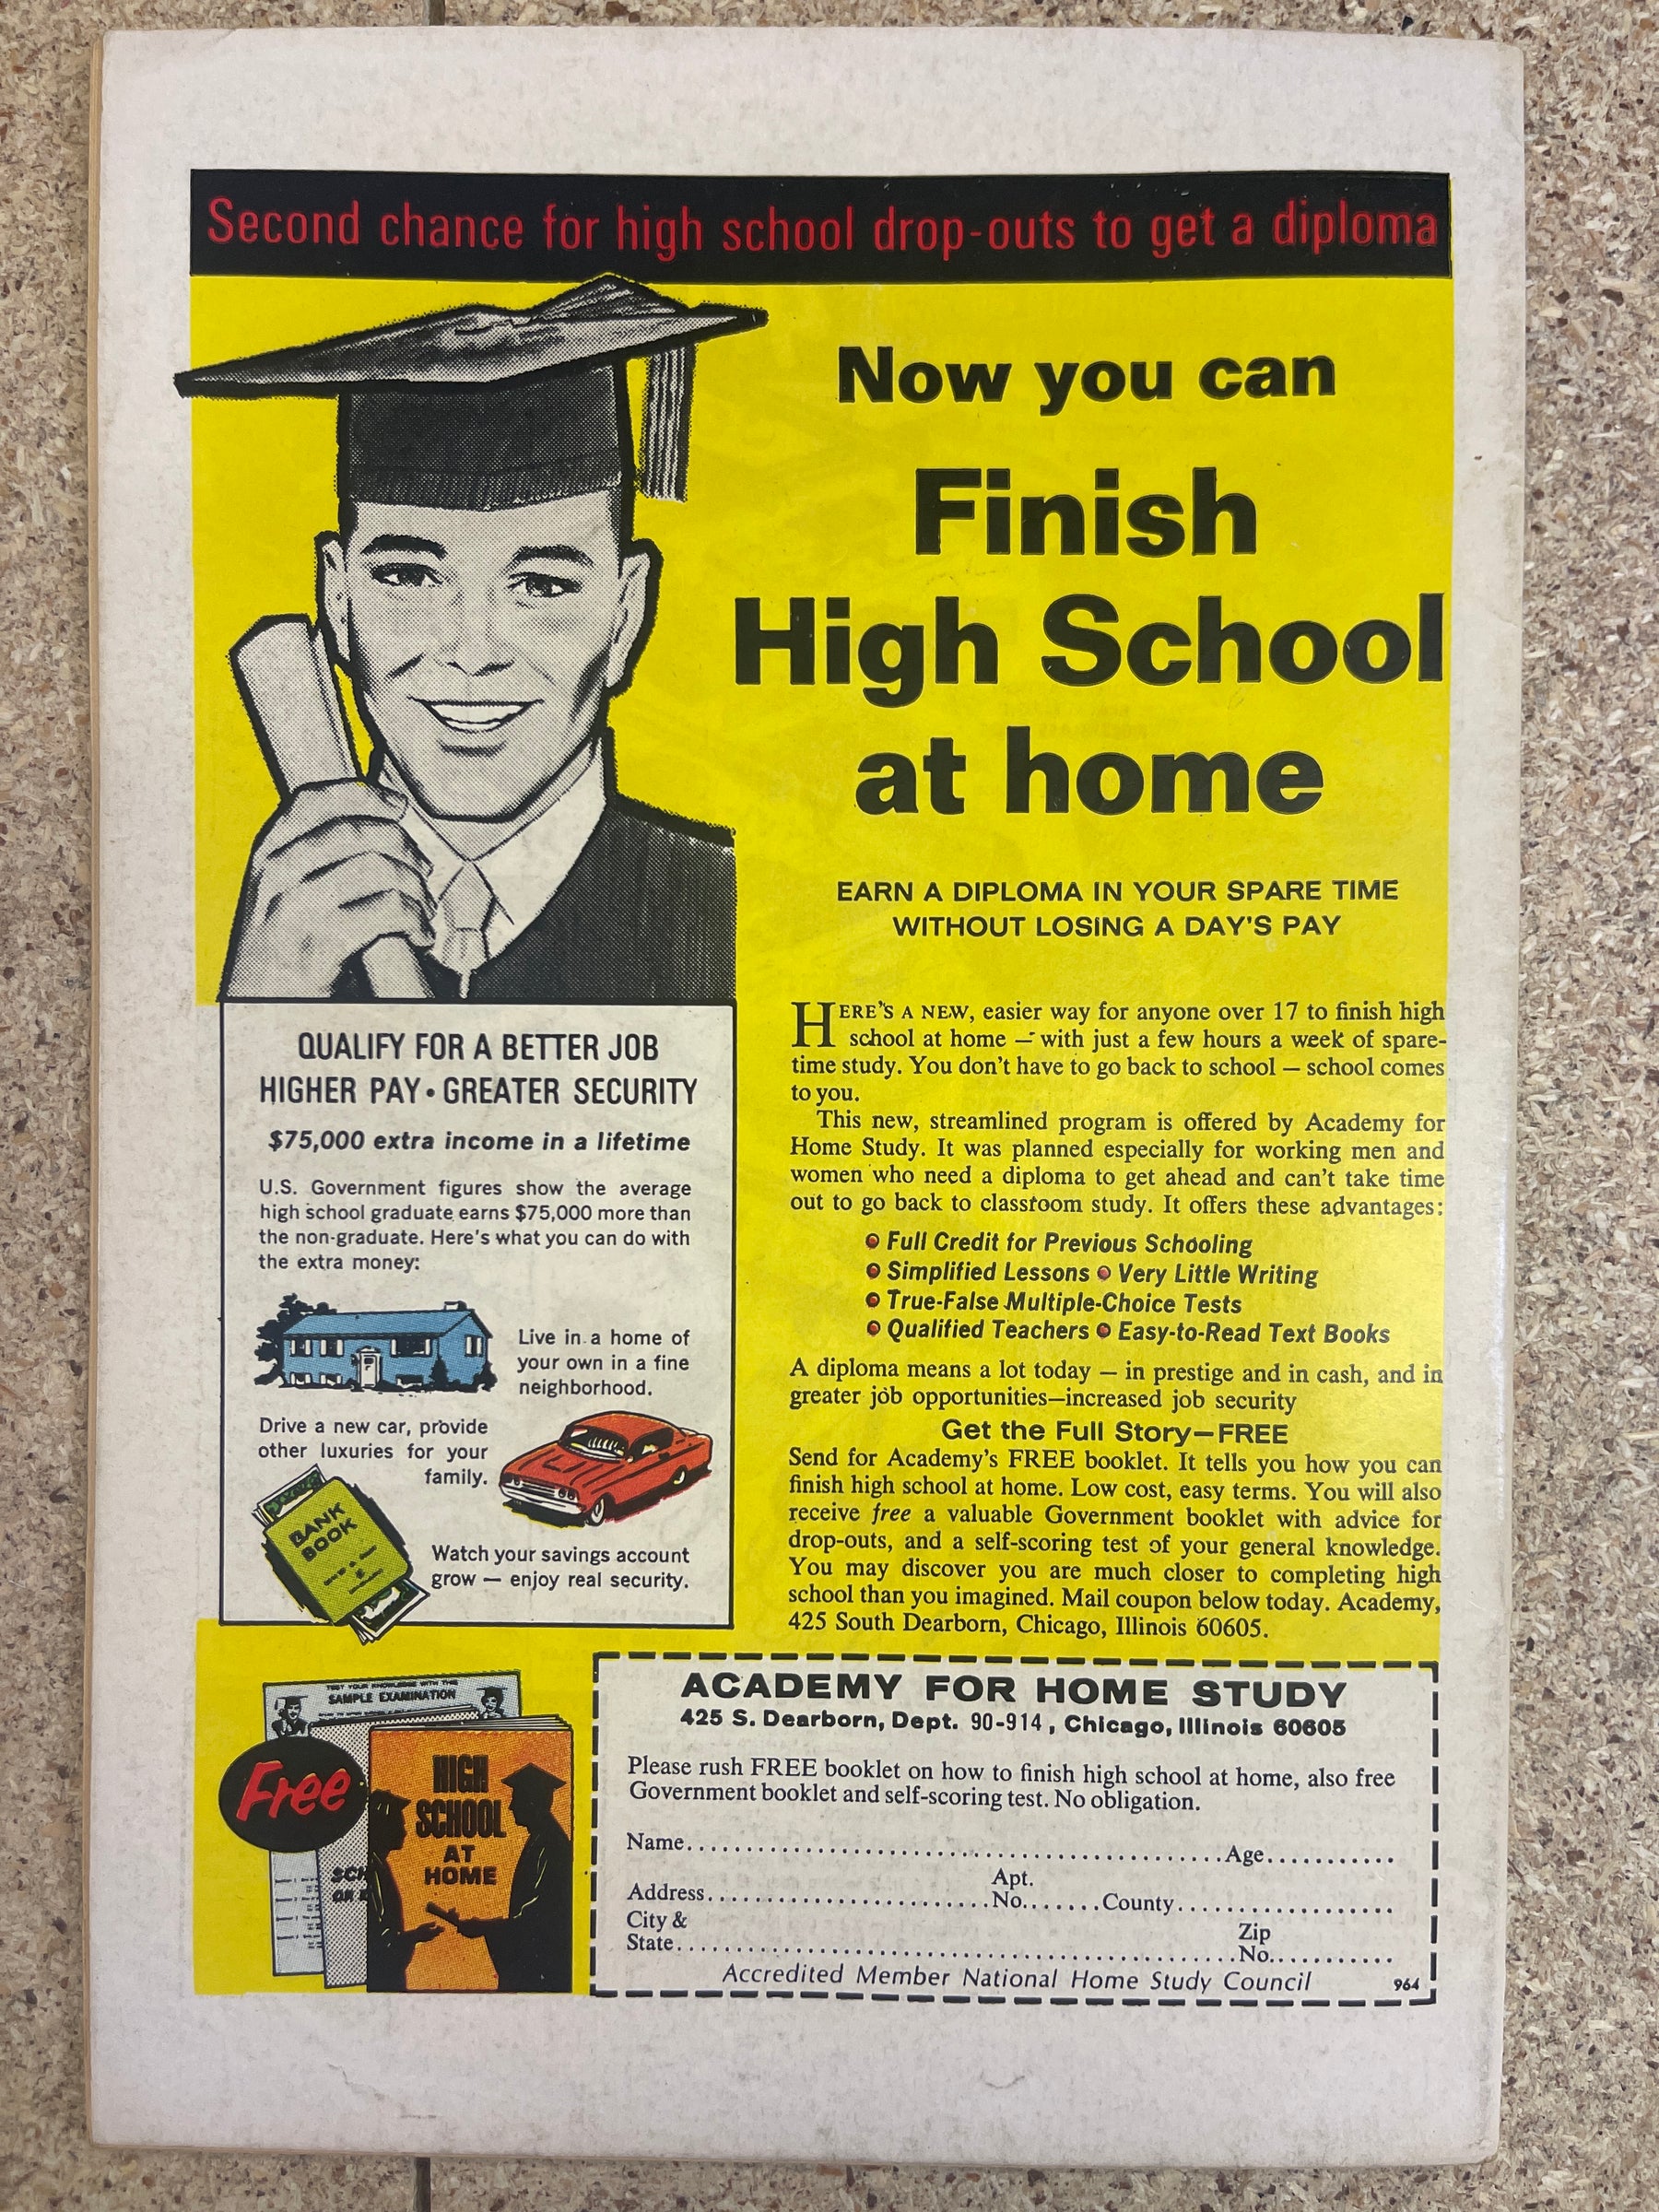 Second chance for high school drop-outs to get a diploma
Now you can
Finish
High School
at home
EARN A DIPLOMA IN YOUR SPARE TIME
WITHOUT LOSING A DAY'S PAY
QUALIFY FOR A BETTER JOB
HIGHER PAY • GREATER SECURITY
$75,000 extra income in a lifetime
U.S. Government figures show the average
high school graduate earns $75,000 more than
the non-graduate. Here's what you can do with
the extra money:
Live in a home of
your own in a fine
neighborhood.
Drive a new car, provide
other luxuries for your
family.
BANK
BOOK
Watch your savings account
grow — enjoy real security.
HERE'S A NEW, easier way for anyone over 17 to finish high
school at home — with just a few hours a week of spare-
time study. You don't have to go back to school — school comes
to you.
This new, streamlined program is offered by Academy for
Home Study. It was planned especially for working men and
women who need a diploma to get ahead and can't take time
out to go back to classroom study. It offers these advantages:
• Full Credit for Previous Schooling
• Simplified Lessons • Very Little Writing
• True-False Multiple-Choice Tests
• Qualified Teachers • Easy-to-Read Text Books
A diploma means a lot today — in prestige and in cash, and in
greater job opportunities—increased job security
Get the Full Story—FREE
Send for Academy's FREE booklet. It tells you how you can
finish high school at home. Low cost, easy terms. You will also
receive free a valuable Government booklet with advice for
drop-outs, and a self-scoring test of your general knowledge.
You may discover you are much closer to completing high
school than you imagined. Mail coupon below today. Academy,
425 South Dearborn, Chicago, Illinois 60605.
TEST YOUR KNOWLEDGE WITH THIS
SAMPLE EXAMINATION
Free
HIGH
SCHOOL
AT
HOME
ACADEMY FOR HOME STUDY
425 S. Dearborn, Dept. 90-914, Chicago, Illinois 60605
Please rush FREE booklet on how to finish high school at home, also free
Government booklet and self-scoring test. No obligation.
Name.....................................................Age............
Apt.
Address............................No.......County....................
City &
State.....................................................
Zip
No............
Accredited Member National Home Study Council
964